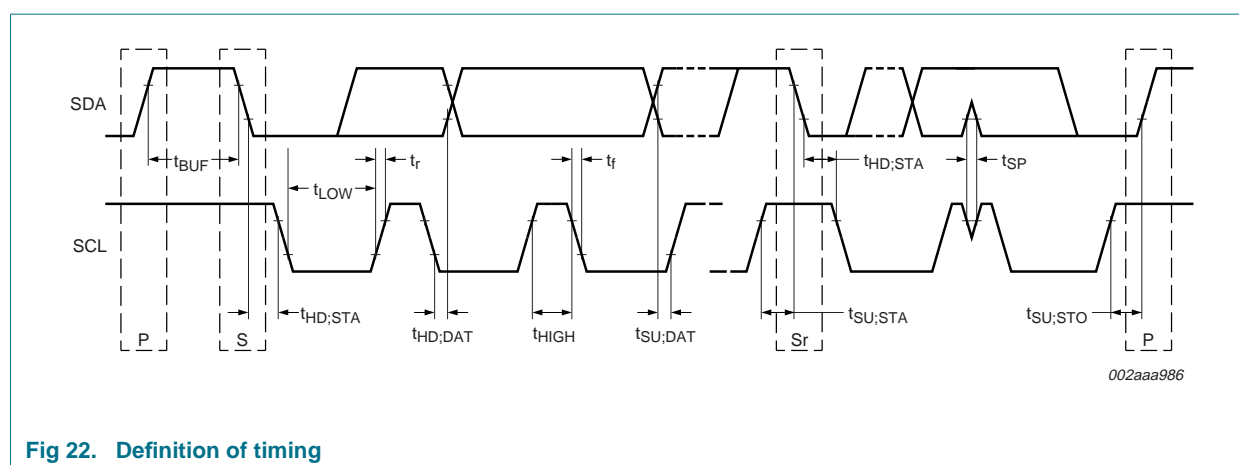 SDA
tBUF
tLOW
tr
tf
tHD;STA
tSP
SCL
tHD;STA
tHD;DAT
tHIGH
tSU;DAT
tSU;STA
tSU;STO
P
S
Sr
P
002aaa986
Fig 22. Definition of timing